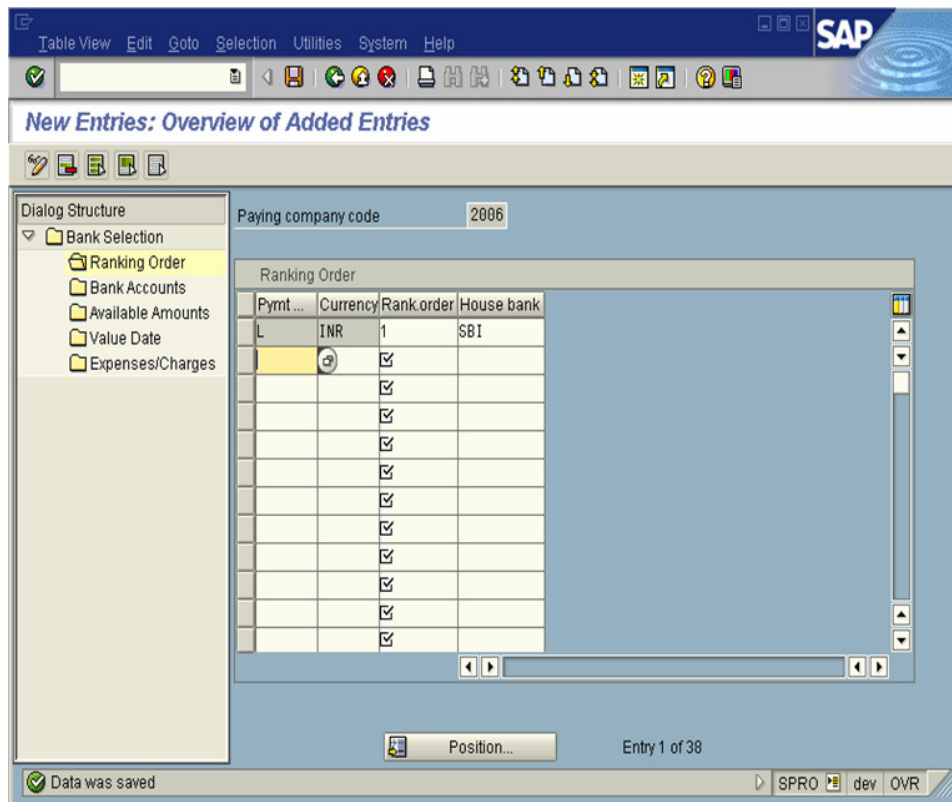 Table View Edit Goto Selection Utilities System Help
SAP
New Entries: Overview of Added Entries
Dialog Structure
Bank Selection
Ranking Order
Bank Accounts
Available Amounts
Value Date
Expenses/Charges
Paying company code 2006
Ranking Order
Pymt ... Currency Rank.order House bank
L INR 1 SBI
Position... Entry 1 of 38
Data was saved SPRO dev OVR